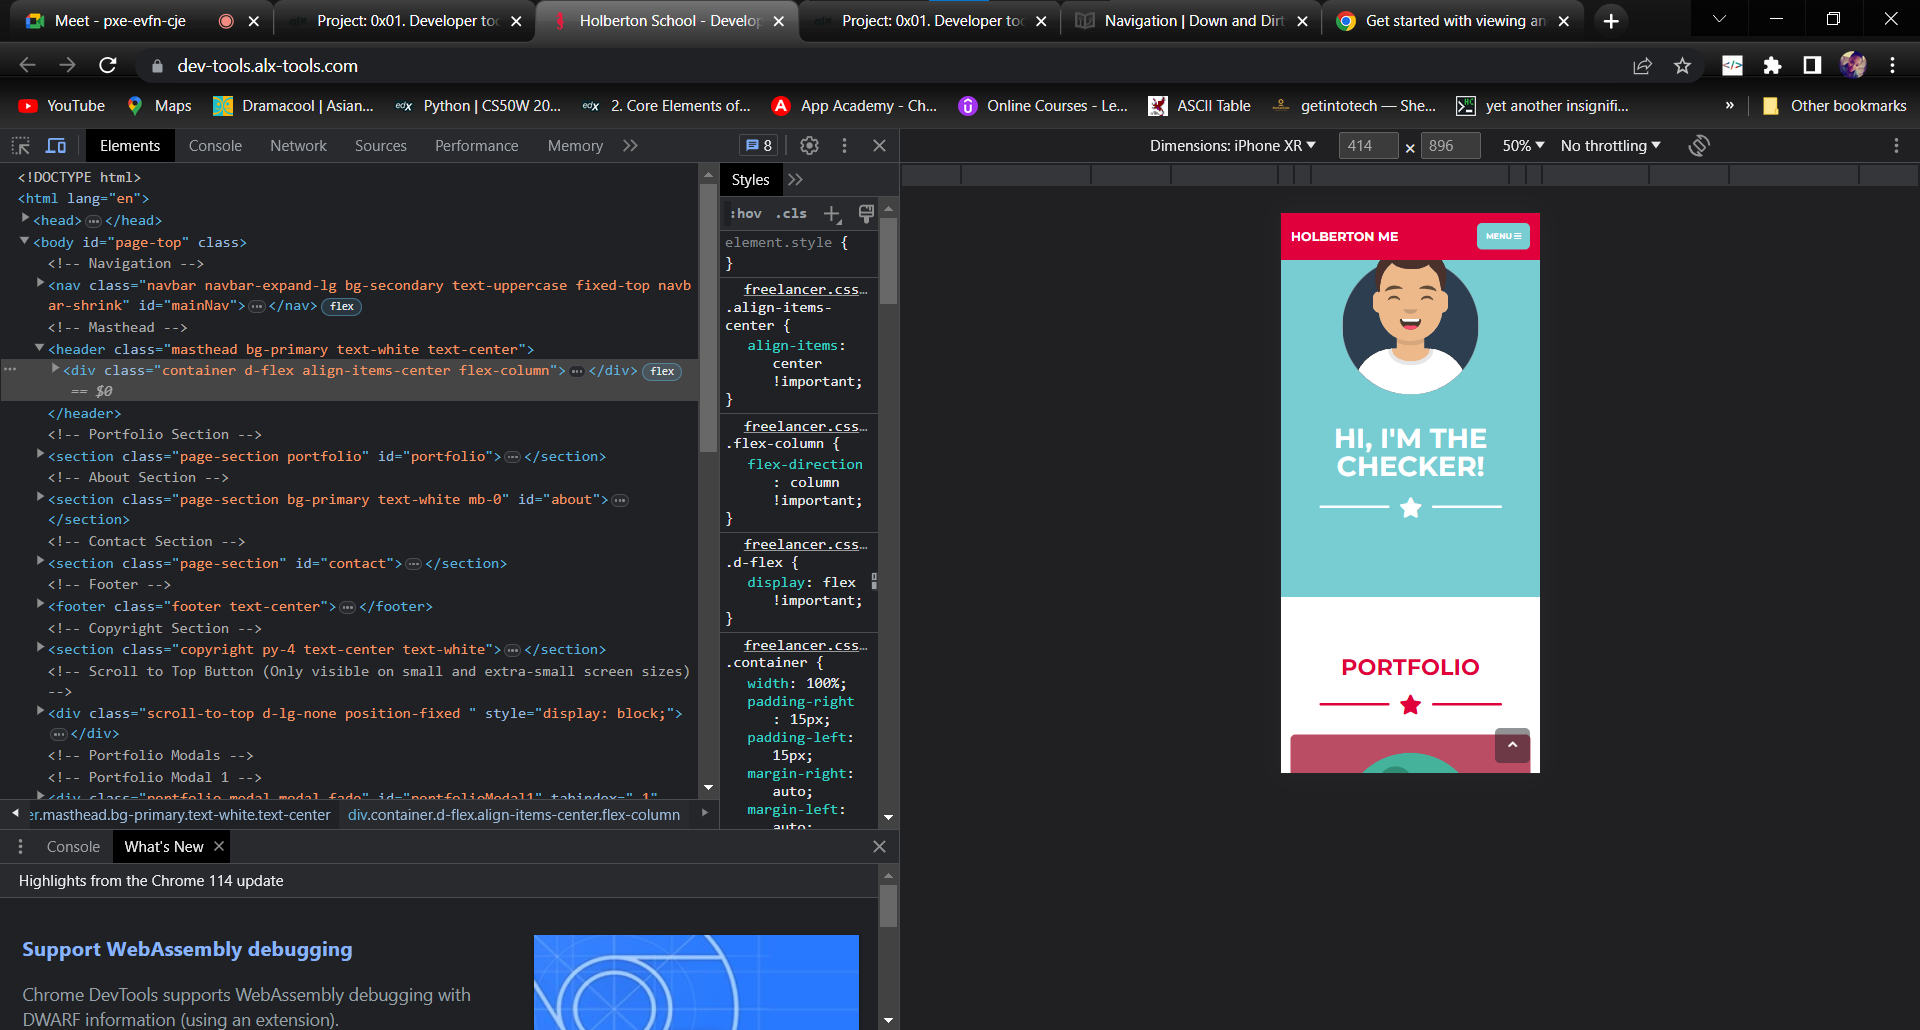 Meet - pxe-evfn-cje
Project: 0x01. Developer too
Holberton School - Develop
Project: 0x01. Developer too
Navigation | Down and Dirt
Get started with viewing an
dev-tools.alx-tools.com
YouTube
Maps
Dramacool | Asian...
edX Python | CS50W 20...
edX 2. Core Elements of...
App Academy - Ch...
Online Courses - Le...
ASCII Table
getintotech — She...
yet another insignifi...
»
Other bookmarks
Elements
Console
Network
Sources
Performance
Memory
8
Dimensions: iPhone XR
414 × 896
50%
No throttling
<!DOCTYPE html>
<html lang="en">
<head> … </head>
<body id="page-top" class>
<!-- Navigation -->
<nav class="navbar navbar-expand-lg bg-secondary text-uppercase fixed-top navb
ar-shrink" id="mainNav"> … </nav> flex
<!-- Masthead -->
<header class="masthead bg-primary text-white text-center">
… <div class="container d-flex align-items-center flex-column"> … </div> flex
== $0
</header>
<!-- Portfolio Section -->
<section class="page-section portfolio" id="portfolio"> … </section>
<!-- About Section -->
<section class="page-section bg-primary text-white mb-0" id="about"> …
</section>
<!-- Contact Section -->
<section class="page-section" id="contact"> … </section>
<!-- Footer -->
<footer class="footer text-center"> … </footer>
<!-- Copyright Section -->
<section class="copyright py-4 text-center text-white"> … </section>
<!-- Scroll to Top Button (Only visible on small and extra-small screen sizes)
-->
<div class="scroll-to-top d-lg-none position-fixed " style="display: block;">
… </div>
<!-- Portfolio Modals -->
<!-- Portfolio Modal 1 -->
<div class="portfolio-modal modal fade" id="portfolioModal1" tabindex="-1"
er.masthead.bg-primary.text-white.text-center
div.container.d-flex.align-items-center.flex-column
Styles
:hov .cls
element.style {
}
freelancer.css…
.align-items-
center {
align-items:
center
!important;
}
freelancer.css…
.flex-column {
flex-direction
: column
!important;
}
freelancer.css…
.d-flex {
display: flex
!important;
}
freelancer.css…
.container {
width: 100%;
padding-right
: 15px;
padding-left:
15px;
margin-right:
auto;
margin-left:
auto;
Console
What's New
Highlights from the Chrome 114 update
Support WebAssembly debugging
Chrome DevTools supports WebAssembly debugging with
DWARF information (using an extension).
HOLBERTON ME
MENU
HI, I'M THE
CHECKER!
PORTFOLIO